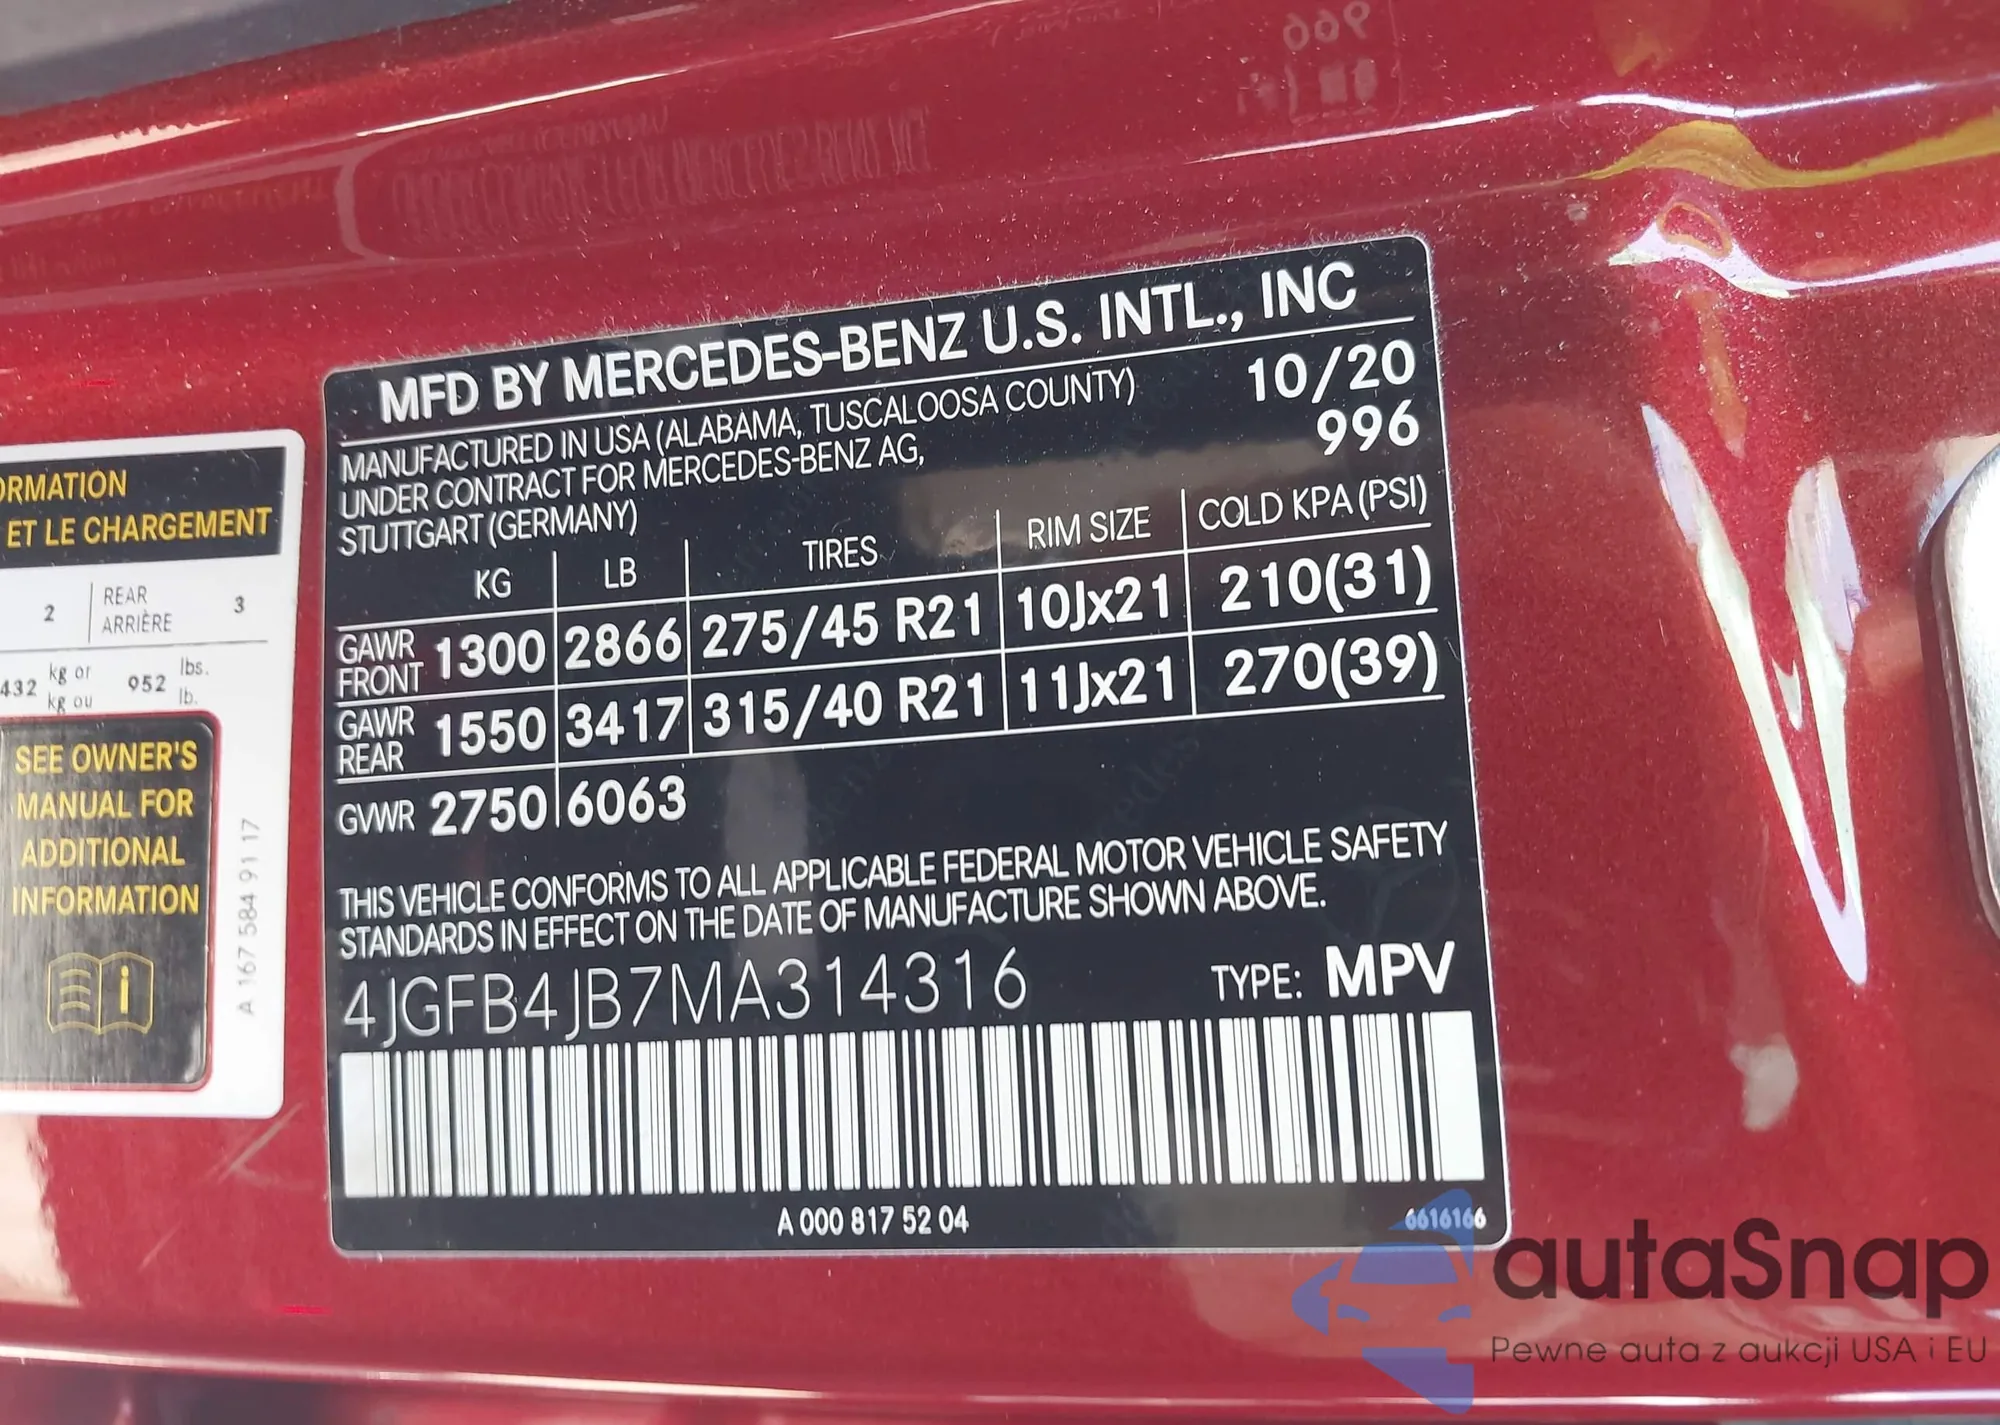 ORMATION
ET LE CHARGEMENT
2 REAR 3
ARRIÈRE
432 kg or 952 lbs.
kg ou lb.
SEE OWNER'S
MANUAL FOR
ADDITIONAL
INFORMATION
A 167 584 91 17
MFD BY MERCEDES-BENZ U.S. INTL., INC
MANUFACTURED IN USA (ALABAMA, TUSCALOOSA COUNTY) 10/20
UNDER CONTRACT FOR MERCEDES-BENZ AG, 996
STUTTGART (GERMANY)
KG LB TIRES RIM SIZE COLD KPA (PSI)
GAWR FRONT 1300 2866 275/45 R21 10Jx21 210(31)
GAWR REAR 1550 3417 315/40 R21 11Jx21 270(39)
GVWR 2750 6063
THIS VEHICLE CONFORMS TO ALL APPLICABLE FEDERAL MOTOR VEHICLE SAFETY
STANDARDS IN EFFECT ON THE DATE OF MANUFACTURE SHOWN ABOVE.
4JGFB4JB7MA314316 TYPE: MPV
A 000 817 52 04 6616166
autaSnap
Pewne auta z aukcji USA i EU